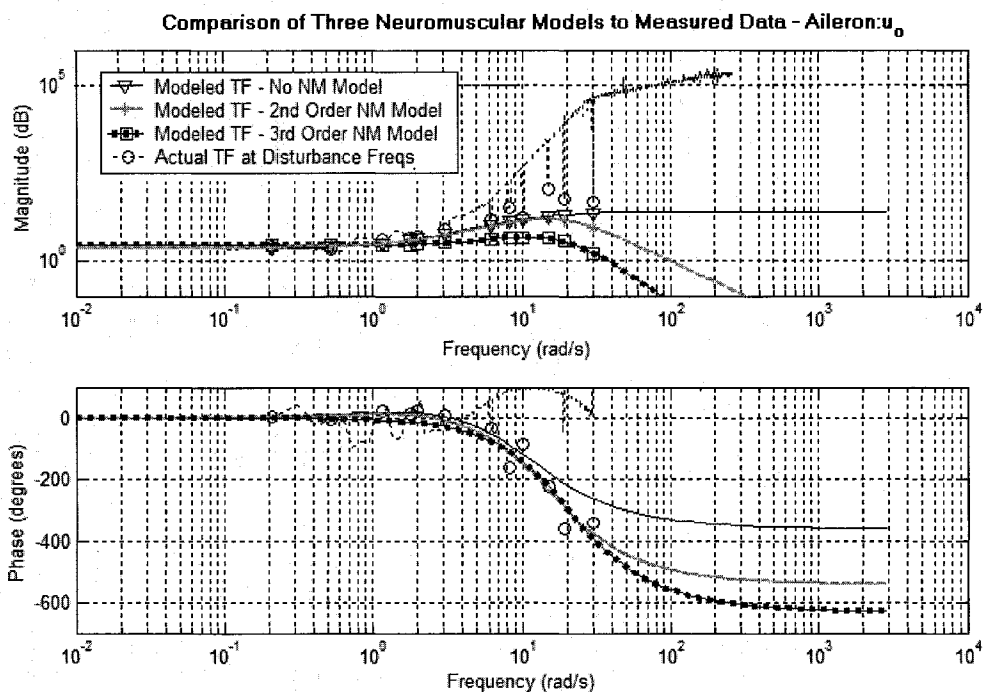 Comparison of Three Neuromuscular Models to Measured Data - Aileron:u_o
Magnitude (dB)
10^5
10^0
Modeled TF - No NM Model
Modeled TF - 2nd Order NM Model
Modeled TF - 3rd Order NM Model
Actual TF at Disturbance Freqs
10^-2 10^-1 10^0 10^1 10^2 10^3 10^4
Frequency (rad/s)
Phase (degrees)
0
-200
-400
-600
10^-2 10^-1 10^0 10^1 10^2 10^3 10^4
Frequency (rad/s)